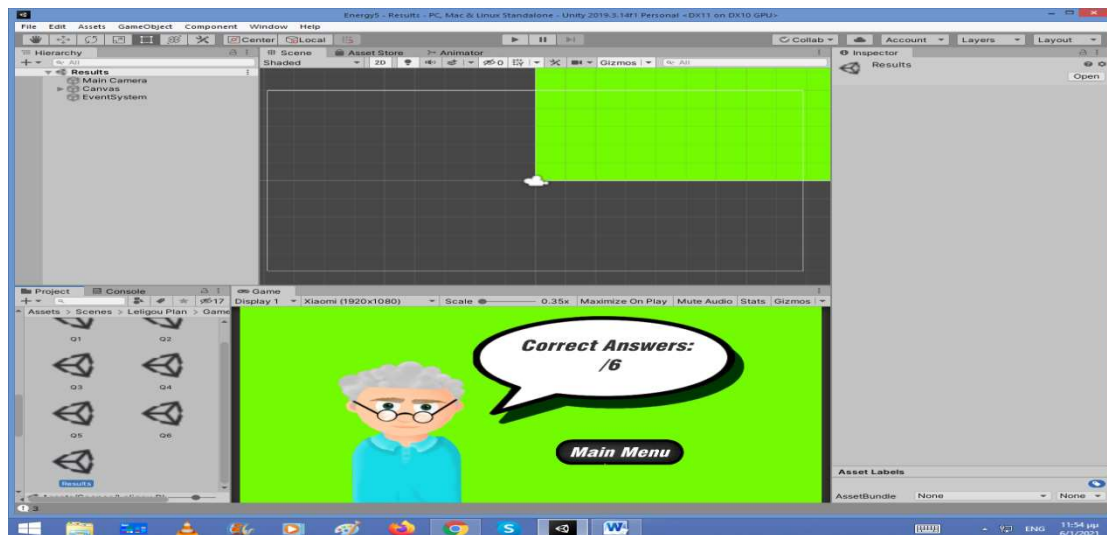 Energy5 - Results - PC, Mac & Linux Standalone - Unity 2019.3.14f1 Personal <DX11 on DX10 GPU>
File Edit Assets GameObject Component Window Help
Center Local Collab Account Layers Layout
Hierarchy
All
Results
Main Camera
Canvas
EventSystem
Scene Asset Store Animator
Shaded 2D 0 Gizmos All
Inspector
Results
Open
Project Console
17
Assets > Scenes > Leligou Plan > Game
Q1 Q2
Q3 Q4
Q5 Q6
Results
Game
Display 1 Xiaomi (1920x1080) Scale 0.35x Maximize On Play Mute Audio Stats Gizmos
Correct Answers:
/6
Main Menu
Asset Labels
AssetBundle None None
3
ENG 11:54 μμ
6/1/2021